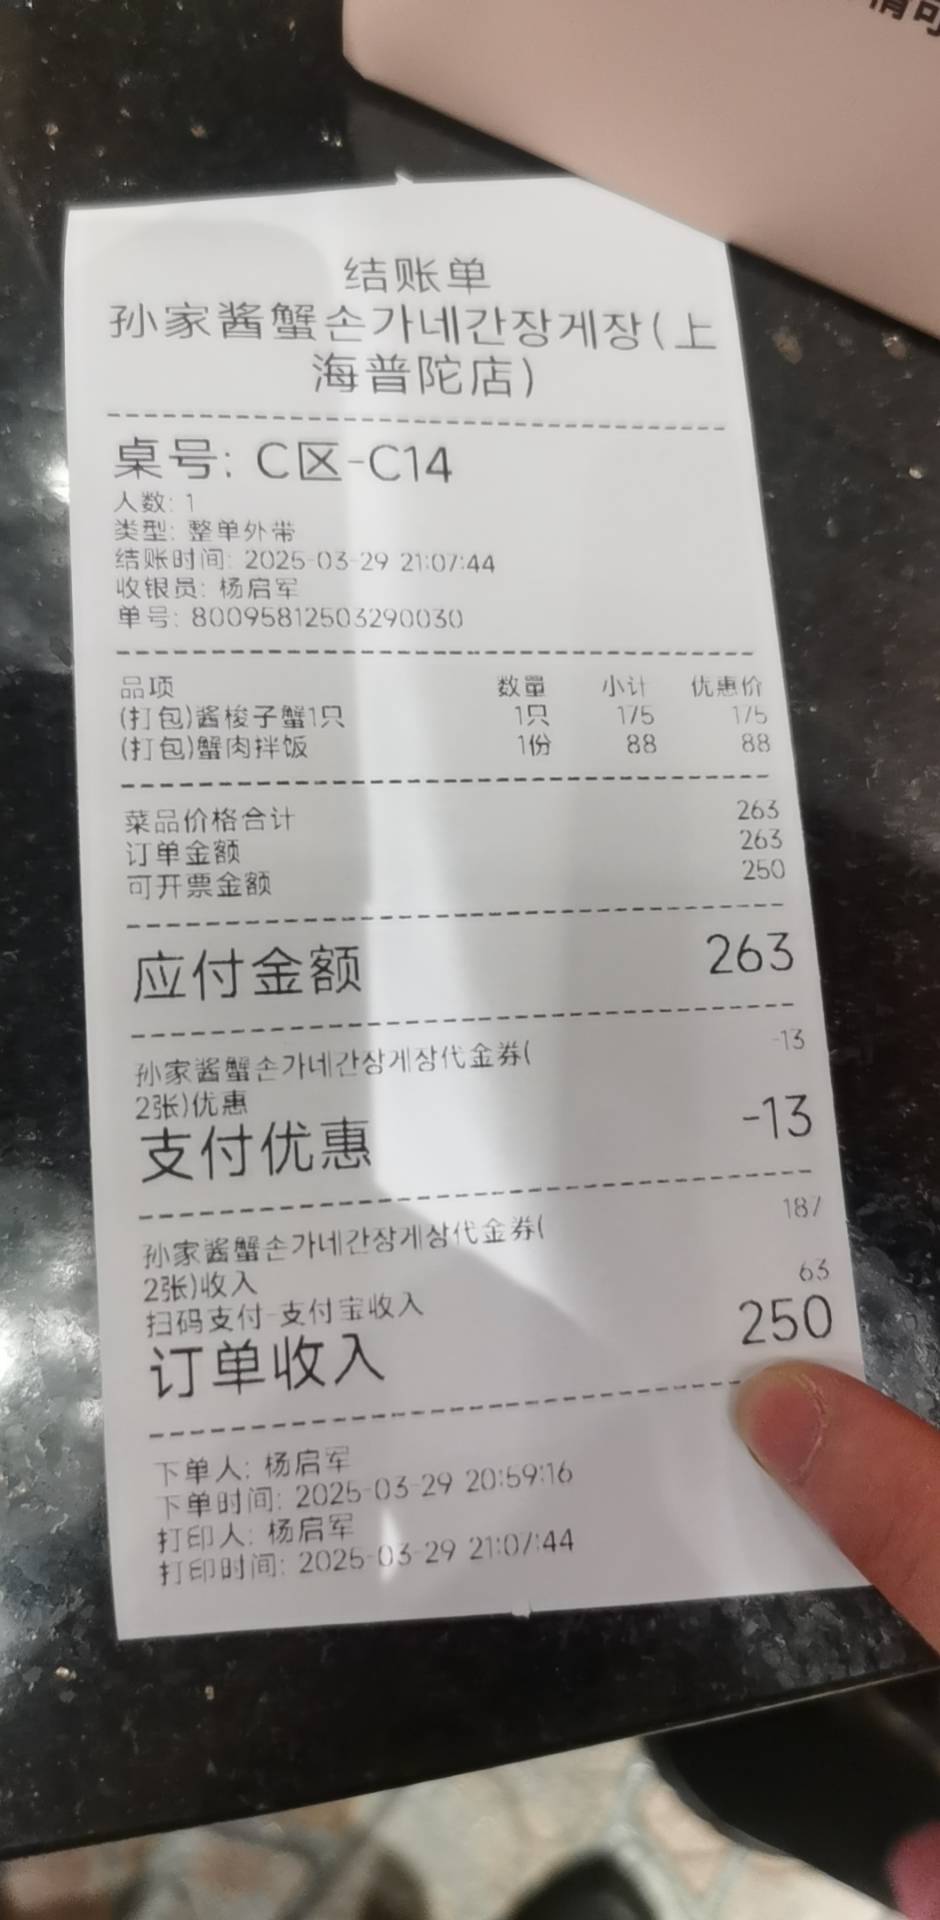 情可
结账单
孙家酱蟹손가네간장게장(上
海普陀店)
桌号: C区-C14
人数: 1
类型: 整单外带
结账时间: 2025-03-29 21:07:44
收银员: 杨启军
单号: 80095812503290030
品项 数量 小计 优惠价
(打包)酱梭子蟹1只 1只 175 175
(打包)蟹肉拌饭 1份 88 88
菜品价格合计 263
订单金额 263
可开票金额 250
应付金额 263
孙家酱蟹손가네간장게장代金券( -13
2张)优惠
支付优惠 -13
孙家酱蟹손가네간장게장代金券( 187
2张)收入
扫码支付-支付宝收入 63
订单收入 250
下单人: 杨启军
下单时间: 2025-03-29 20:59:16
打印人: 杨启军
打印时间: 2025-03-29 21:07:44